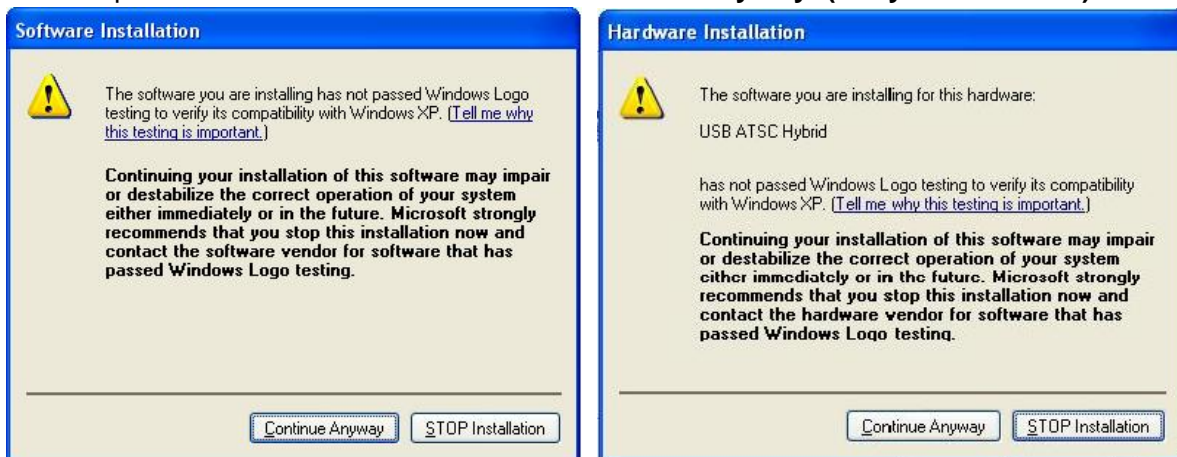 Software Installation
The software you are installing has not passed Windows Logo
testing to verify its compatibility with Windows XP. (Tell me why
this testing is important.)
Continuing your installation of this software may impair
or destabilize the correct operation of your system
either immediately or in the future. Microsoft strongly
recommends that you stop this installation now and
contact the software vendor for software that has
passed Windows Logo testing.
Continue Anyway
STOP Installation
Hardware Installation
The software you are installing for this hardware:
USB ATSC Hybrid
has not passed Windows Logo testing to verify its compatibility
with Windows XP. (Tell me why this testing is important.)
Continuing your installation of this software may impair
or destabilize the correct operation of your system
either immediately or in the future. Microsoft strongly
recommends that you stop this installation now and
contact the hardware vendor for software that has
passed Windows Logo testing.
Continue Anyway
STOP Installation